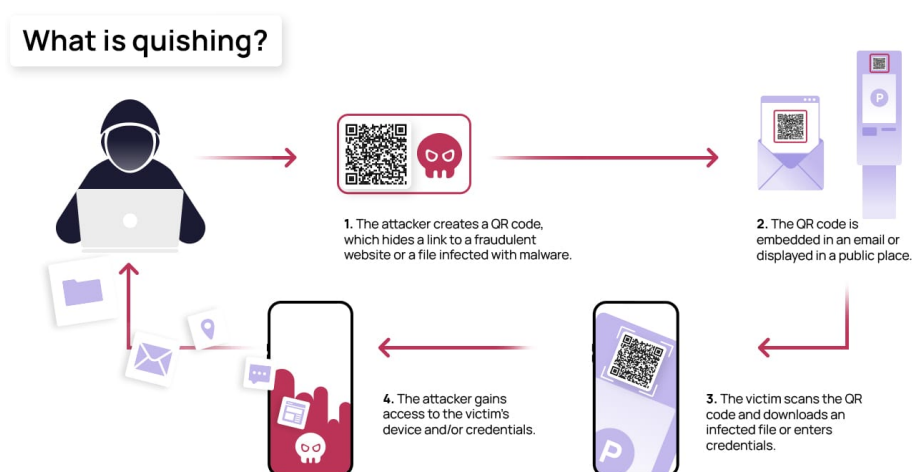 What is quishing?
P
1. The attacker creates a QR code,
which hides a link to a fraudulent
website or a file infected with malware.
2. The QR code is
embedded in an email or
displayed in a public place.
4. The attacker gains
access to the victim's
device and/or credentials.
P
3. The victim scans the QR
code and downloads an
infected file or enters
credentials.